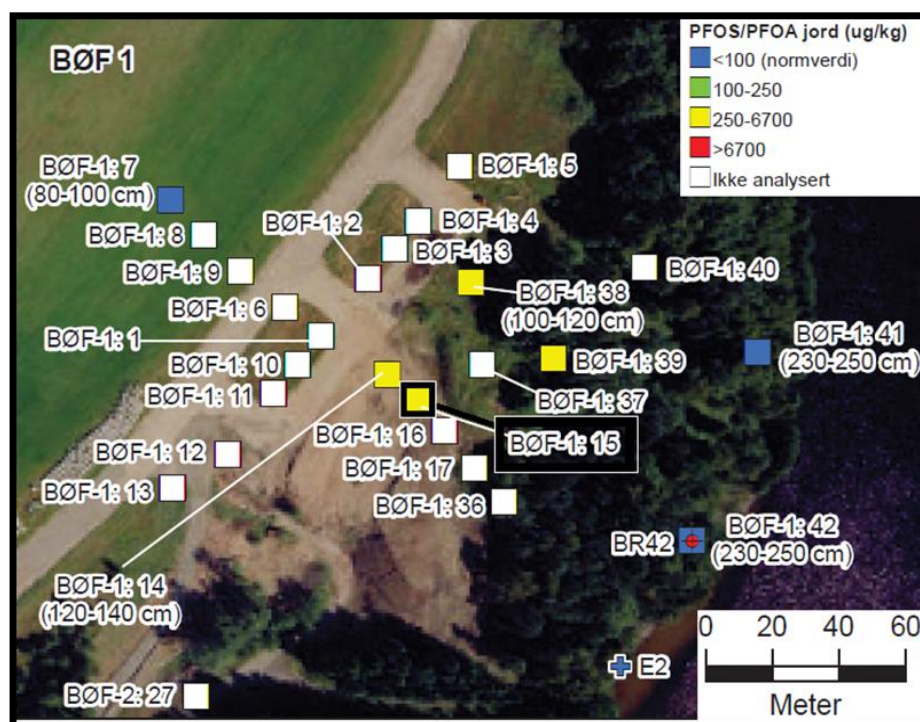 BØF 1
PFOS/PFOA jord (ug/kg)
<100 (normverdi)
100-250
250-6700
>6700
Ikke analysert
BØF-1: 7
(80-100 cm)
BØF-1: 5
BØF-1: 2
BØF-1: 4
BØF-1: 8
BØF-1: 3
BØF-1: 9
BØF-1: 40
BØF-1: 38
(100-120 cm)
BØF-1: 6
BØF-1: 1
BØF-1: 41
(230-250 cm)
BØF-1: 39
BØF-1: 10
BØF-1: 11
BØF-1: 37
BØF-1: 16
BØF-1: 15
BØF-1: 12
BØF-1: 17
BØF-1: 13
BØF-1: 36
BR42
BØF-1: 42
(230-250 cm)
BØF-1: 14
(120-140 cm)
0 20 40 60
E2
BØF-2: 27
Meter